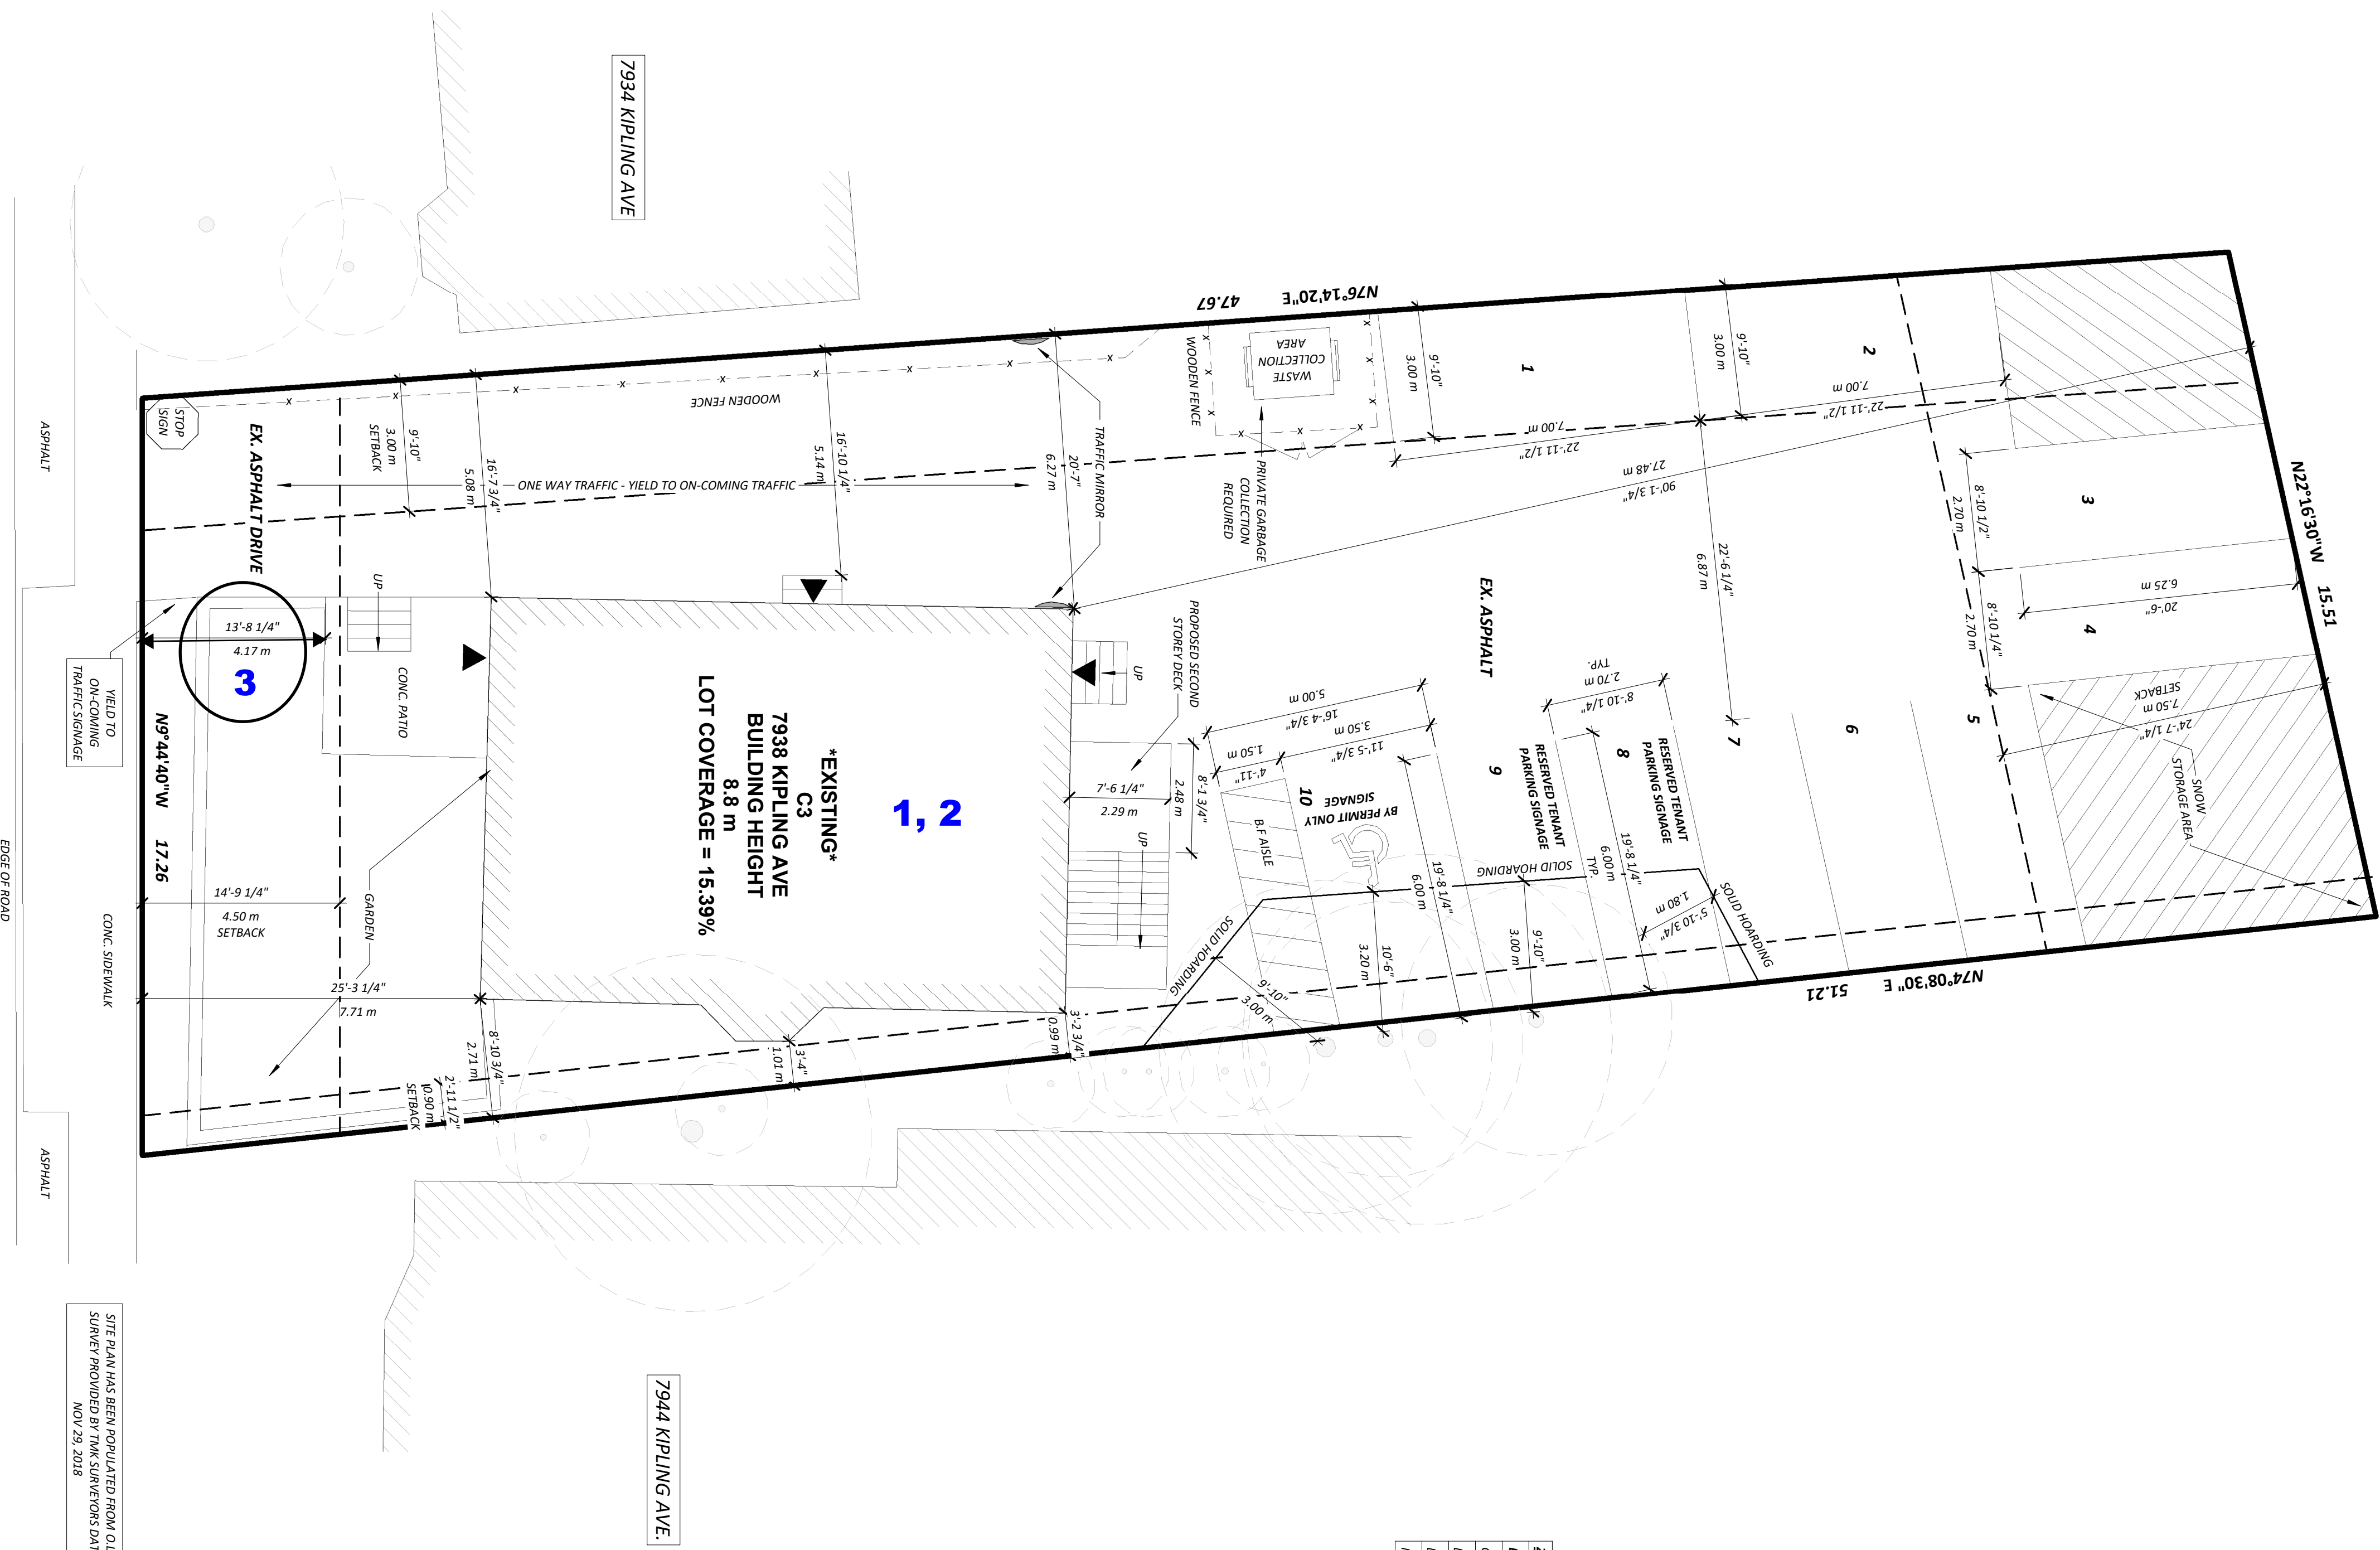 7934 KIPLING AVE
N76°14'20"E 47.67
N22°16'30"W 15.51
N74°08'30" E 51.21
N9°44'40"W 17.26
STOP
SIGN
EX. ASPHALT DRIVE
9'-10"
3.00 m
SETBACK
16'-7 3/4"
5.08 m
WOODEN FENCE
ONE WAY TRAFFIC - YIELD TO ON-COMING TRAFFIC
16'-10 1/4"
5.14 m
20'-7"
6.27 m
TRAFFIC MIRROR
WOODEN FENCE
WASTE
COLLECTION
AREA
PRIVATE GARBAGE
COLLECTION
REQUIRED
9'-10"
3.00 m
1
7.00 m
22'-11 1/2"
9'-10"
3.00 m
2
7.00 m
22'-11 1/2"
27.48 m
90'-1 3/4"
22'-6 1/4"
6.87 m
EX. ASPHALT
8'-10 1/2"
2.70 m
3
8'-10 1/4"
2.70 m
6.25 m
20'-6"
4
SETBACK
7.50 m
24'-7 1/4"
SNOW
STORAGE AREA
5
6
7
2.70 m
TYP.
8'-10 1/4"
RESERVED TENANT
PARKING SIGNAGE
8
19'-8 1/4"
6.00 m
TYP.
RESERVED TENANT
PARKING SIGNAGE
9
5.00 m
16'-4 3/4"
3.50 m
11'-5 3/4"
1.50 m
4'-11"
10
BY PERMIT ONLY
SIGNAGE
B.F AISLE
19'-8 1/4"
6.00 m
SOLID HOARDING
SOLID HOARDING
SOLID HOARDING
1.80 m
5'-10 3/4"
9'-10"
3.00 m
10'-6"
3.20 m
9'-10"
3.00 m
PROPOSED SECOND
STOREY DECK
UP
8'-1 3/4"
2.48 m
7'-6 1/4"
2.29 m
UP
*EXISTING*
C3
7938 KIPLING AVE
BUILDING HEIGHT
8.8 m
LOT COVERAGE = 15.39%
1, 2
UP
CONC. PATIO
13'-8 1/4"
4.17 m
3
YIELD TO
ON-COMING
TRAFFIC SIGNAGE
14'-9 1/4"
4.50 m
SETBACK
GARDEN
25'-3 1/4"
7.71 m
8'-10 3/4"
2.71 m
2'-11 1/2"
0.90 m
SETBACK
3'-4"
1.01 m
3'-2 3/4"
0.99 m
ASPHALT
EDGE OF ROAD
CONC. SIDEWALK
ASPHALT
7944 KIPLING AVE.
SITE PLAN HAS BEEN POPULATED FROM O.L
SURVEY PROVIDED BY TMK SURVEYORS DAT
NOV 29, 2018